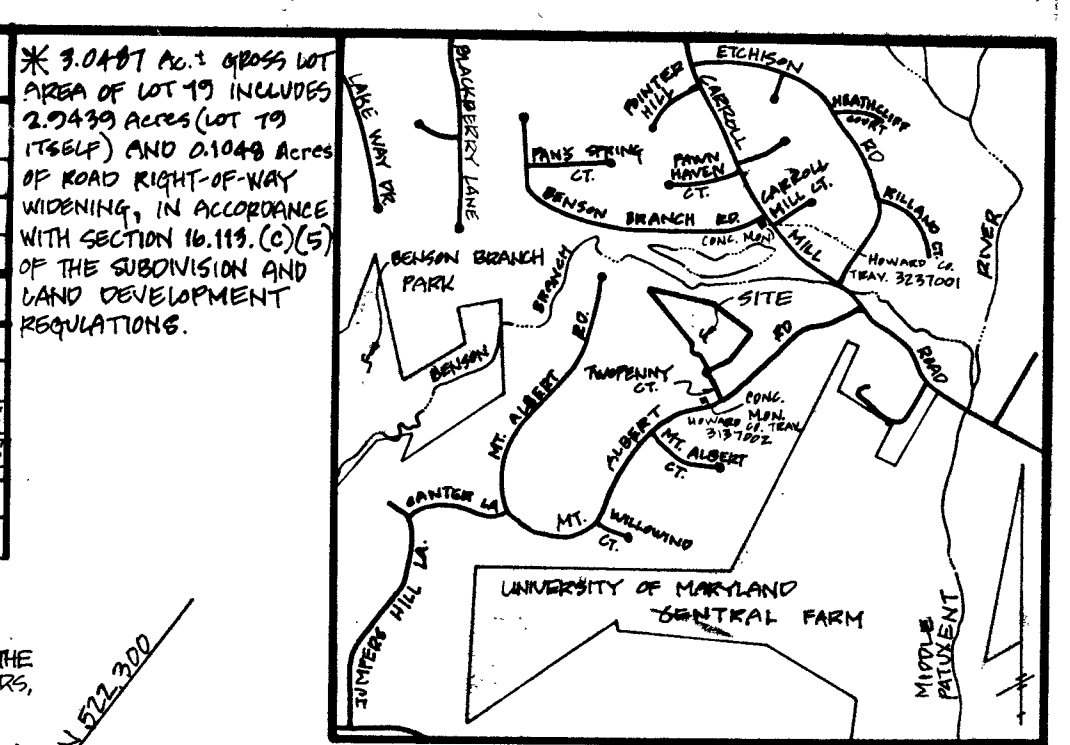 * 3.0487 Ac.± GROSS LOT
AREA OF LOT 79 INCLUDES
2.9439 Acres (LOT 79
ITSELF) AND 0.1048 Acres
OF ROAD RIGHT-OF-WAY
WIDENING, IN ACCORDANCE
WITH SECTION 16.113.(C)(5)
OF THE SUBDIVISION AND
LAND DEVELOPMENT
REGULATIONS.
THE
RS,
N 522,300
LAKE WAY DR.
BLACKBERRY LANE
POINTER
HILL
CARROLL
ETCHISON
RD
HEATHCLIFF
COURT
PAN'S SPRING
CT.
FAWN
HAVEN
CT.
CARROLL
MILL CT.
BENSON BRANCH RD.
CONC. MON.
MILL
KILLAND CT.
HOWARD CO.
TRAV. 3237001
RIVER
BENSON BRANCH
PARK
BRANCH
BENSON
SITE
RD
ROAD
RD.
MT. ALBERT
TWOPENNY
CT.
CONC.
MON.
HOWARD CO. TRAV.
3137002
ALBERT
MT. ALBERT
CT.
CANTER LA
MT.
WILLOWIND
CT.
JUMPERS HILL LA.
UNIVERSITY OF MARYLAND
CENTRAL FARM
MIDDLE
PATUXENT